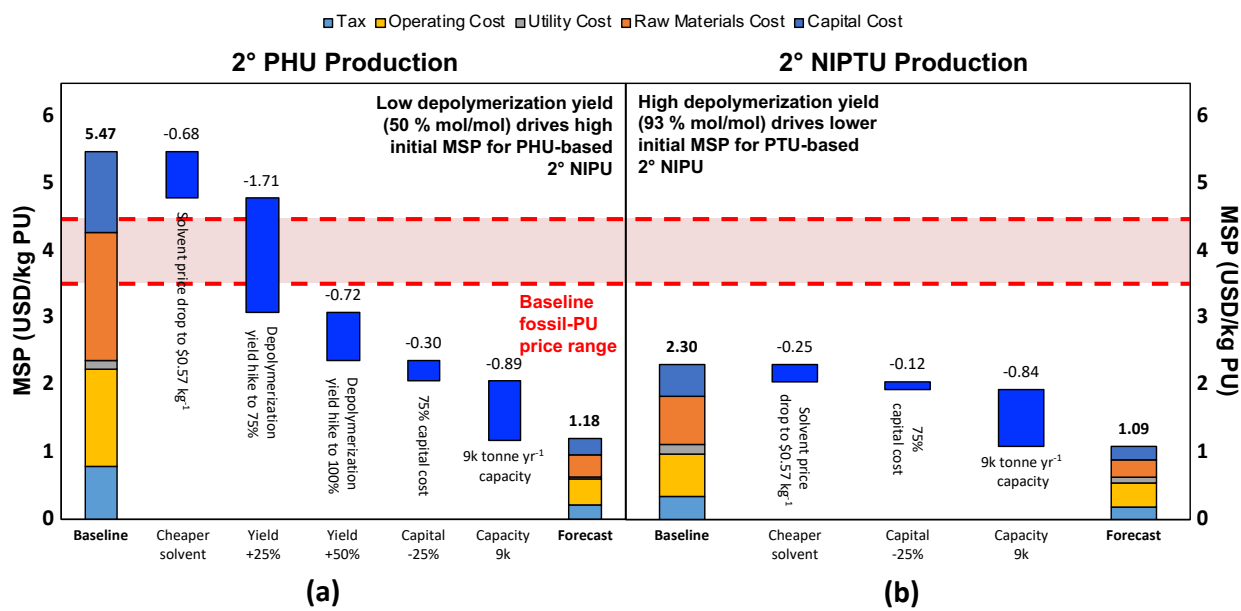 Tax Operating Cost Utility Cost Raw Materials Cost Capital Cost
2° PHU Production
2° NIPTU Production
MSP (USD/kg PU)
6
5
4
3
2
1
0
Low depolymerization yield
(50 % mol/mol) drives high
initial MSP for PHU-based
2° NIPU
5.47
-0.68
-1.71
-0.72
-0.30
-0.89
1.18
Solvent price drop to $0.57 kg-1
Depolymerization
yield hike to 75%
Depolymerization
yield hike to 100%
75% capital cost
9k tonne yr-1
capacity
Baseline
fossil-PU
price range
Baseline
Cheaper
solvent
Yield
+25%
Yield
+50%
Capital
-25%
Capacity
9k
Forecast
(a)
High depolymerization yield
(93 % mol/mol) drives lower
initial MSP for PTU-based
2° NIPU
2.30
-0.25
-0.12
-0.84
1.09
Solvent price
drop to $0.57 kg-1
75%
capital cost
9k tonne yr-1
capacity
Baseline
Cheaper
solvent
Capital
-25%
Capacity
9k
Forecast
6
5
4
3
2
1
0
MSP (USD/kg PU)
(b)